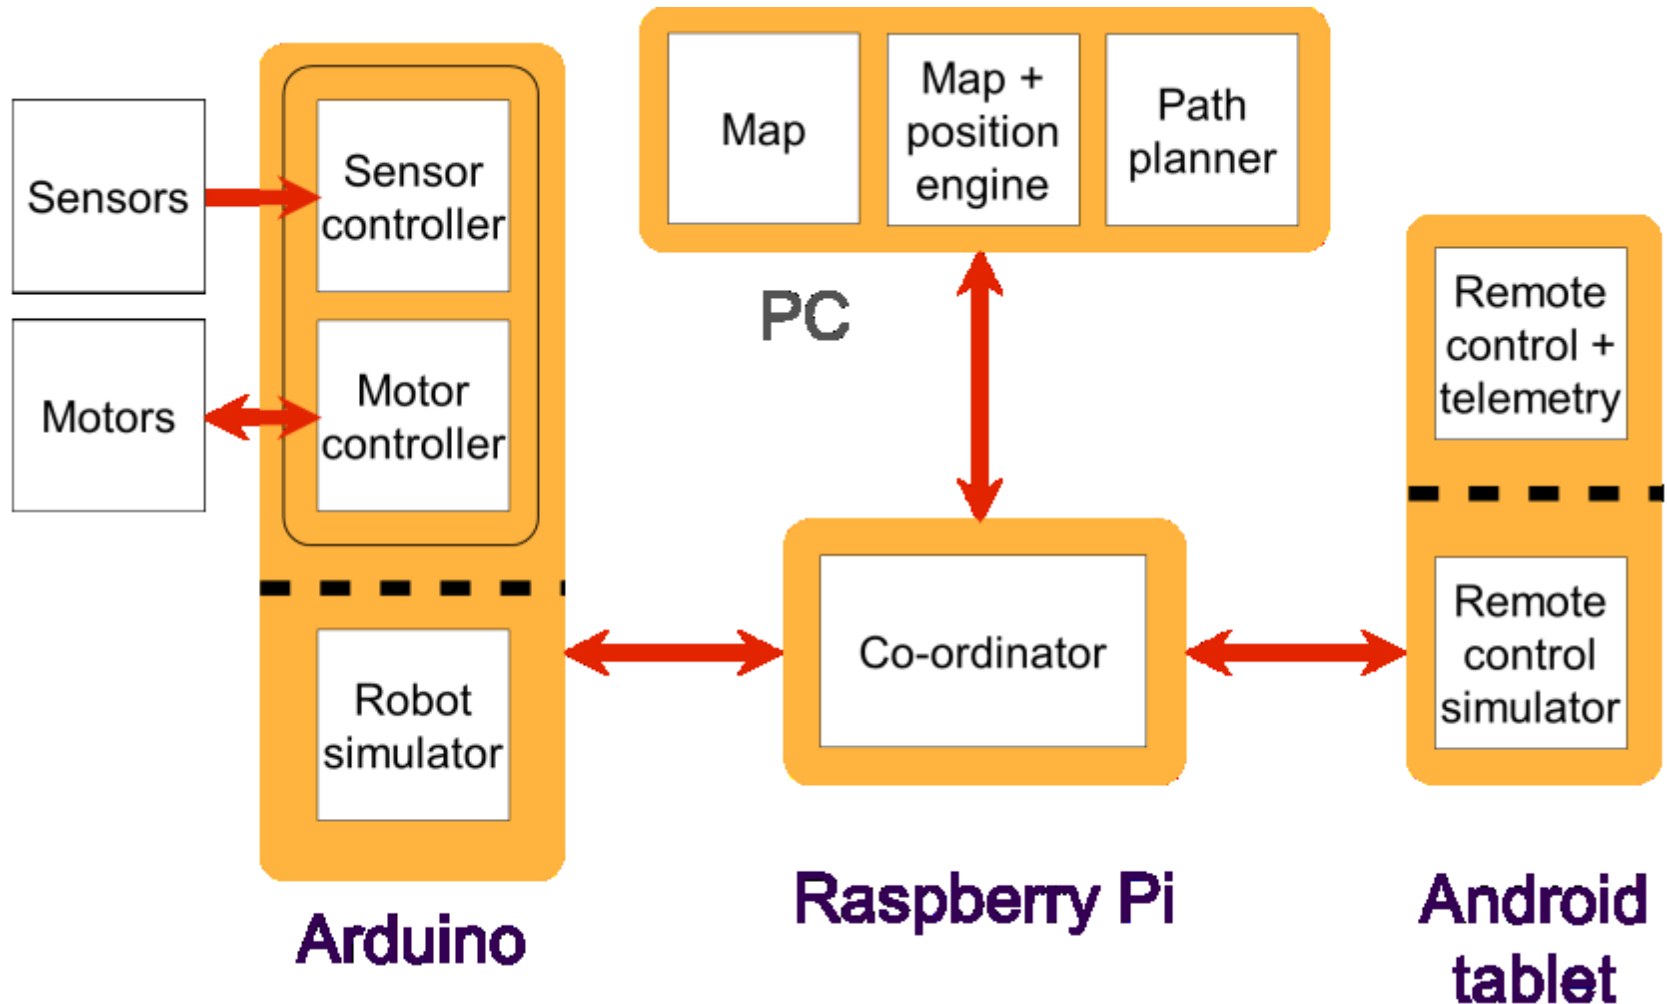 Sensors
Motors
Sensor
controller
Motor
controller
Robot
simulator
Arduino
Map
Map +
position
engine
Path
planner
PC
Co-ordinator
Raspberry Pi
Remote
control +
telemetry
Remote
control
simulator
Android
tablet